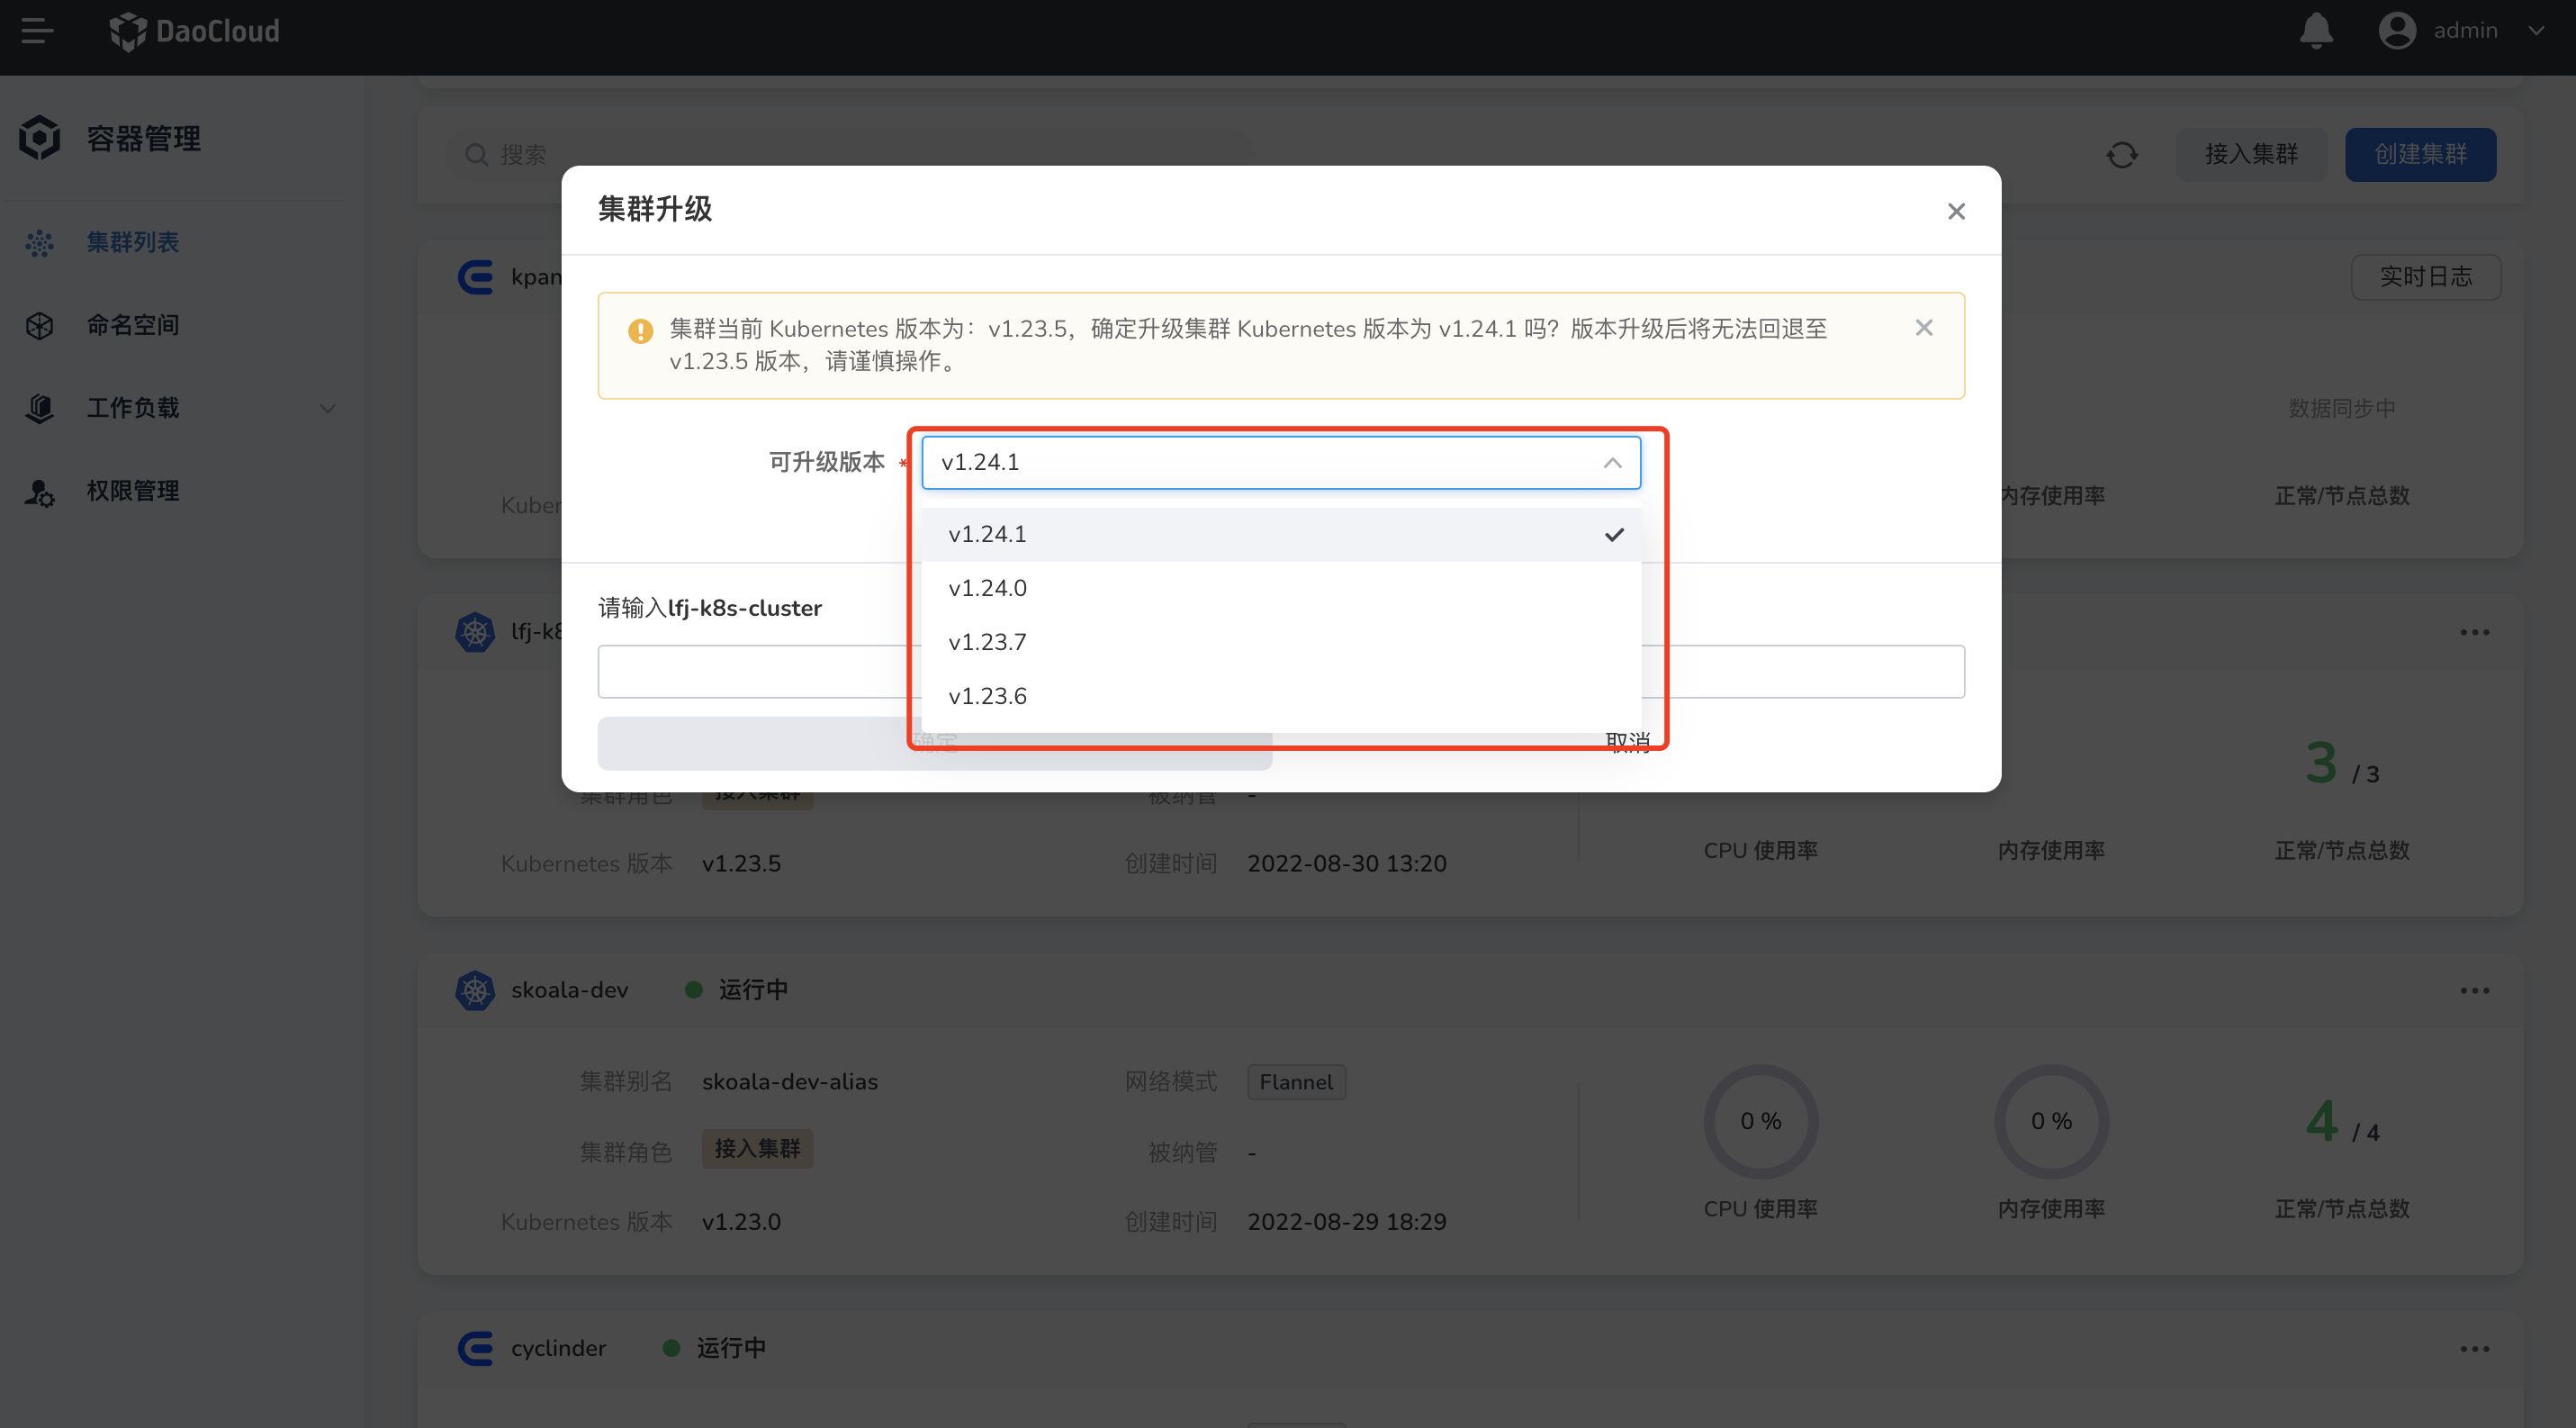 DaoCloud
admin
容器管理
集群列表
命名空间
工作负载
权限管理
搜索
接入集群
创建集群
集群升级
kpan
实时日志
集群当前 Kubernetes 版本为：v1.23.5，确定升级集群 Kubernetes 版本为 v1.24.1 吗？版本升级后将无法回退至
v1.23.5 版本，请谨慎操作。
数据同步中
可升级版本 * v1.24.1
Kuber
内存使用率
正常/节点总数
v1.24.1
v1.24.0
v1.23.7
v1.23.6
请输入lfj-k8s-cluster
lfj-k8
确定
取消
3 / 3
集群角色 接入集群
被纳管 -
Kubernetes 版本 v1.23.5
创建时间 2022-08-30 13:20
CPU 使用率
内存使用率
正常/节点总数
skoala-dev
运行中
集群别名 skoala-dev-alias
网络模式 Flannel
集群角色 接入集群
被纳管 -
Kubernetes 版本 v1.23.0
创建时间 2022-08-29 18:29
0 %
0 %
4 / 4
CPU 使用率
内存使用率
正常/节点总数
cyclinder
运行中